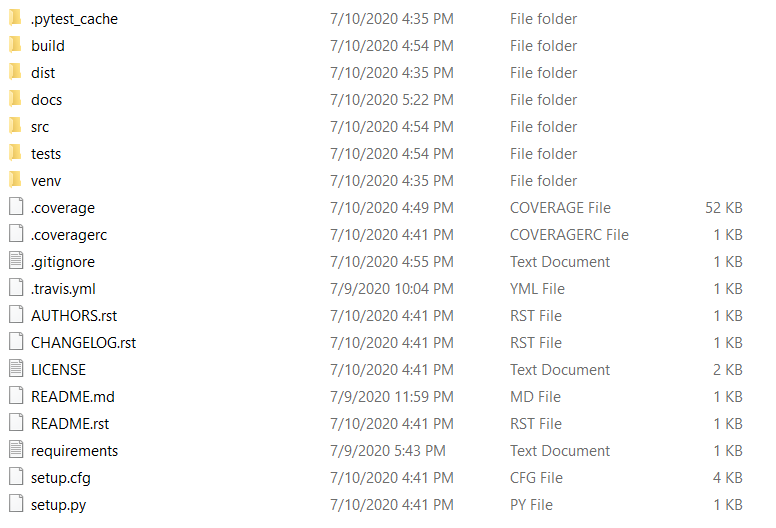 .pytest_cache 7/10/2020 4:35 PM File folder
build 7/10/2020 4:54 PM File folder
dist 7/10/2020 4:35 PM File folder
docs 7/10/2020 5:22 PM File folder
src 7/10/2020 4:54 PM File folder
tests 7/10/2020 4:54 PM File folder
venv 7/10/2020 4:35 PM File folder
.coverage 7/10/2020 4:49 PM COVERAGE File 52 KB
.coveragerc 7/10/2020 4:41 PM COVERAGERC File 1 KB
.gitignore 7/10/2020 4:55 PM Text Document 1 KB
.travis.yml 7/9/2020 10:04 PM YML File 1 KB
AUTHORS.rst 7/10/2020 4:41 PM RST File 1 KB
CHANGELOG.rst 7/10/2020 4:41 PM RST File 1 KB
LICENSE 7/10/2020 4:41 PM Text Document 2 KB
README.md 7/9/2020 11:59 PM MD File 1 KB
README.rst 7/10/2020 4:41 PM RST File 1 KB
requirements 7/9/2020 5:43 PM Text Document 1 KB
setup.cfg 7/10/2020 4:41 PM CFG File 4 KB
setup.py 7/10/2020 4:41 PM PY File 1 KB